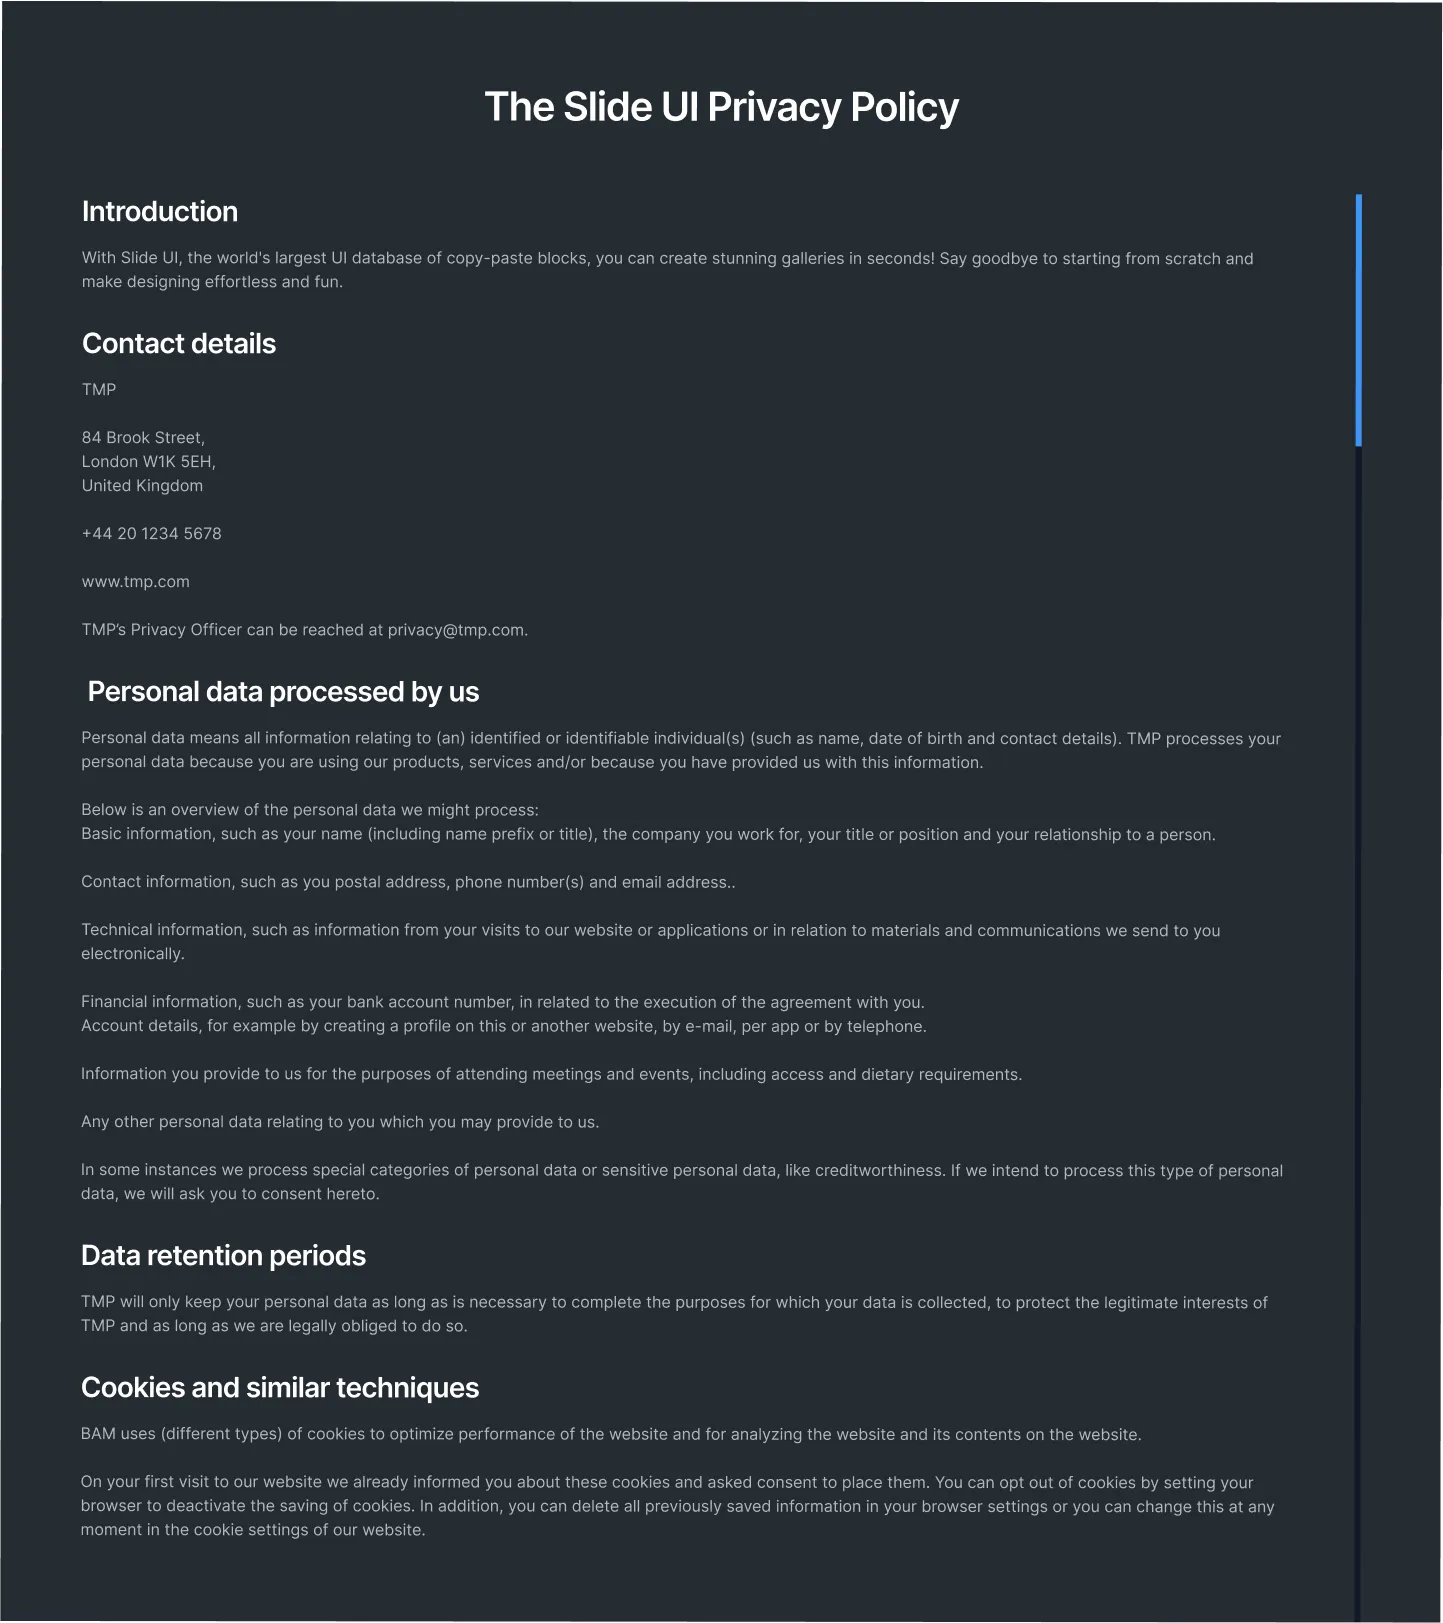 The Slide UI Privacy Policy
Introduction
With Slide UI, the world's largest UI database of copy-paste blocks, you can create stunning galleries in seconds! Say goodbye to starting from scratch and
make designing effortless and fun.
Contact details
TMP
84 Brook Street,
London W1K 5EH,
United Kingdom
+44 20 1234 5678
www.tmp.com
TMP’s Privacy Officer can be reached at privacy@tmp.com.
Personal data processed by us
Personal data means all information relating to (an) identified or identifiable individual(s) (such as name, date of birth and contact details). TMP processes your
personal data because you are using our products, services and/or because you have provided us with this information.
Below is an overview of the personal data we might process:
Basic information, such as your name (including name prefix or title), the company you work for, your title or position and your relationship to a person.
Contact information, such as you postal address, phone number(s) and email address..
Technical information, such as information from your visits to our website or applications or in relation to materials and communications we send to you
electronically.
Financial information, such as your bank account number, in related to the execution of the agreement with you.
Account details, for example by creating a profile on this or another website, by e-mail, per app or by telephone.
Information you provide to us for the purposes of attending meetings and events, including access and dietary requirements.
Any other personal data relating to you which you may provide to us.
In some instances we process special categories of personal data or sensitive personal data, like creditworthiness. If we intend to process this type of personal
data, we will ask you to consent hereto.
Data retention periods
TMP will only keep your personal data as long as is necessary to complete the purposes for which your data is collected, to protect the legitimate interests of
TMP and as long as we are legally obliged to do so.
Cookies and similar techniques
BAM uses (different types) of cookies to optimize performance of the website and for analyzing the website and its contents on the website.
On your first visit to our website we already informed you about these cookies and asked consent to place them. You can opt out of cookies by setting your
browser to deactivate the saving of cookies. In addition, you can delete all previously saved information in your browser settings or you can change this at any
moment in the cookie settings of our website.